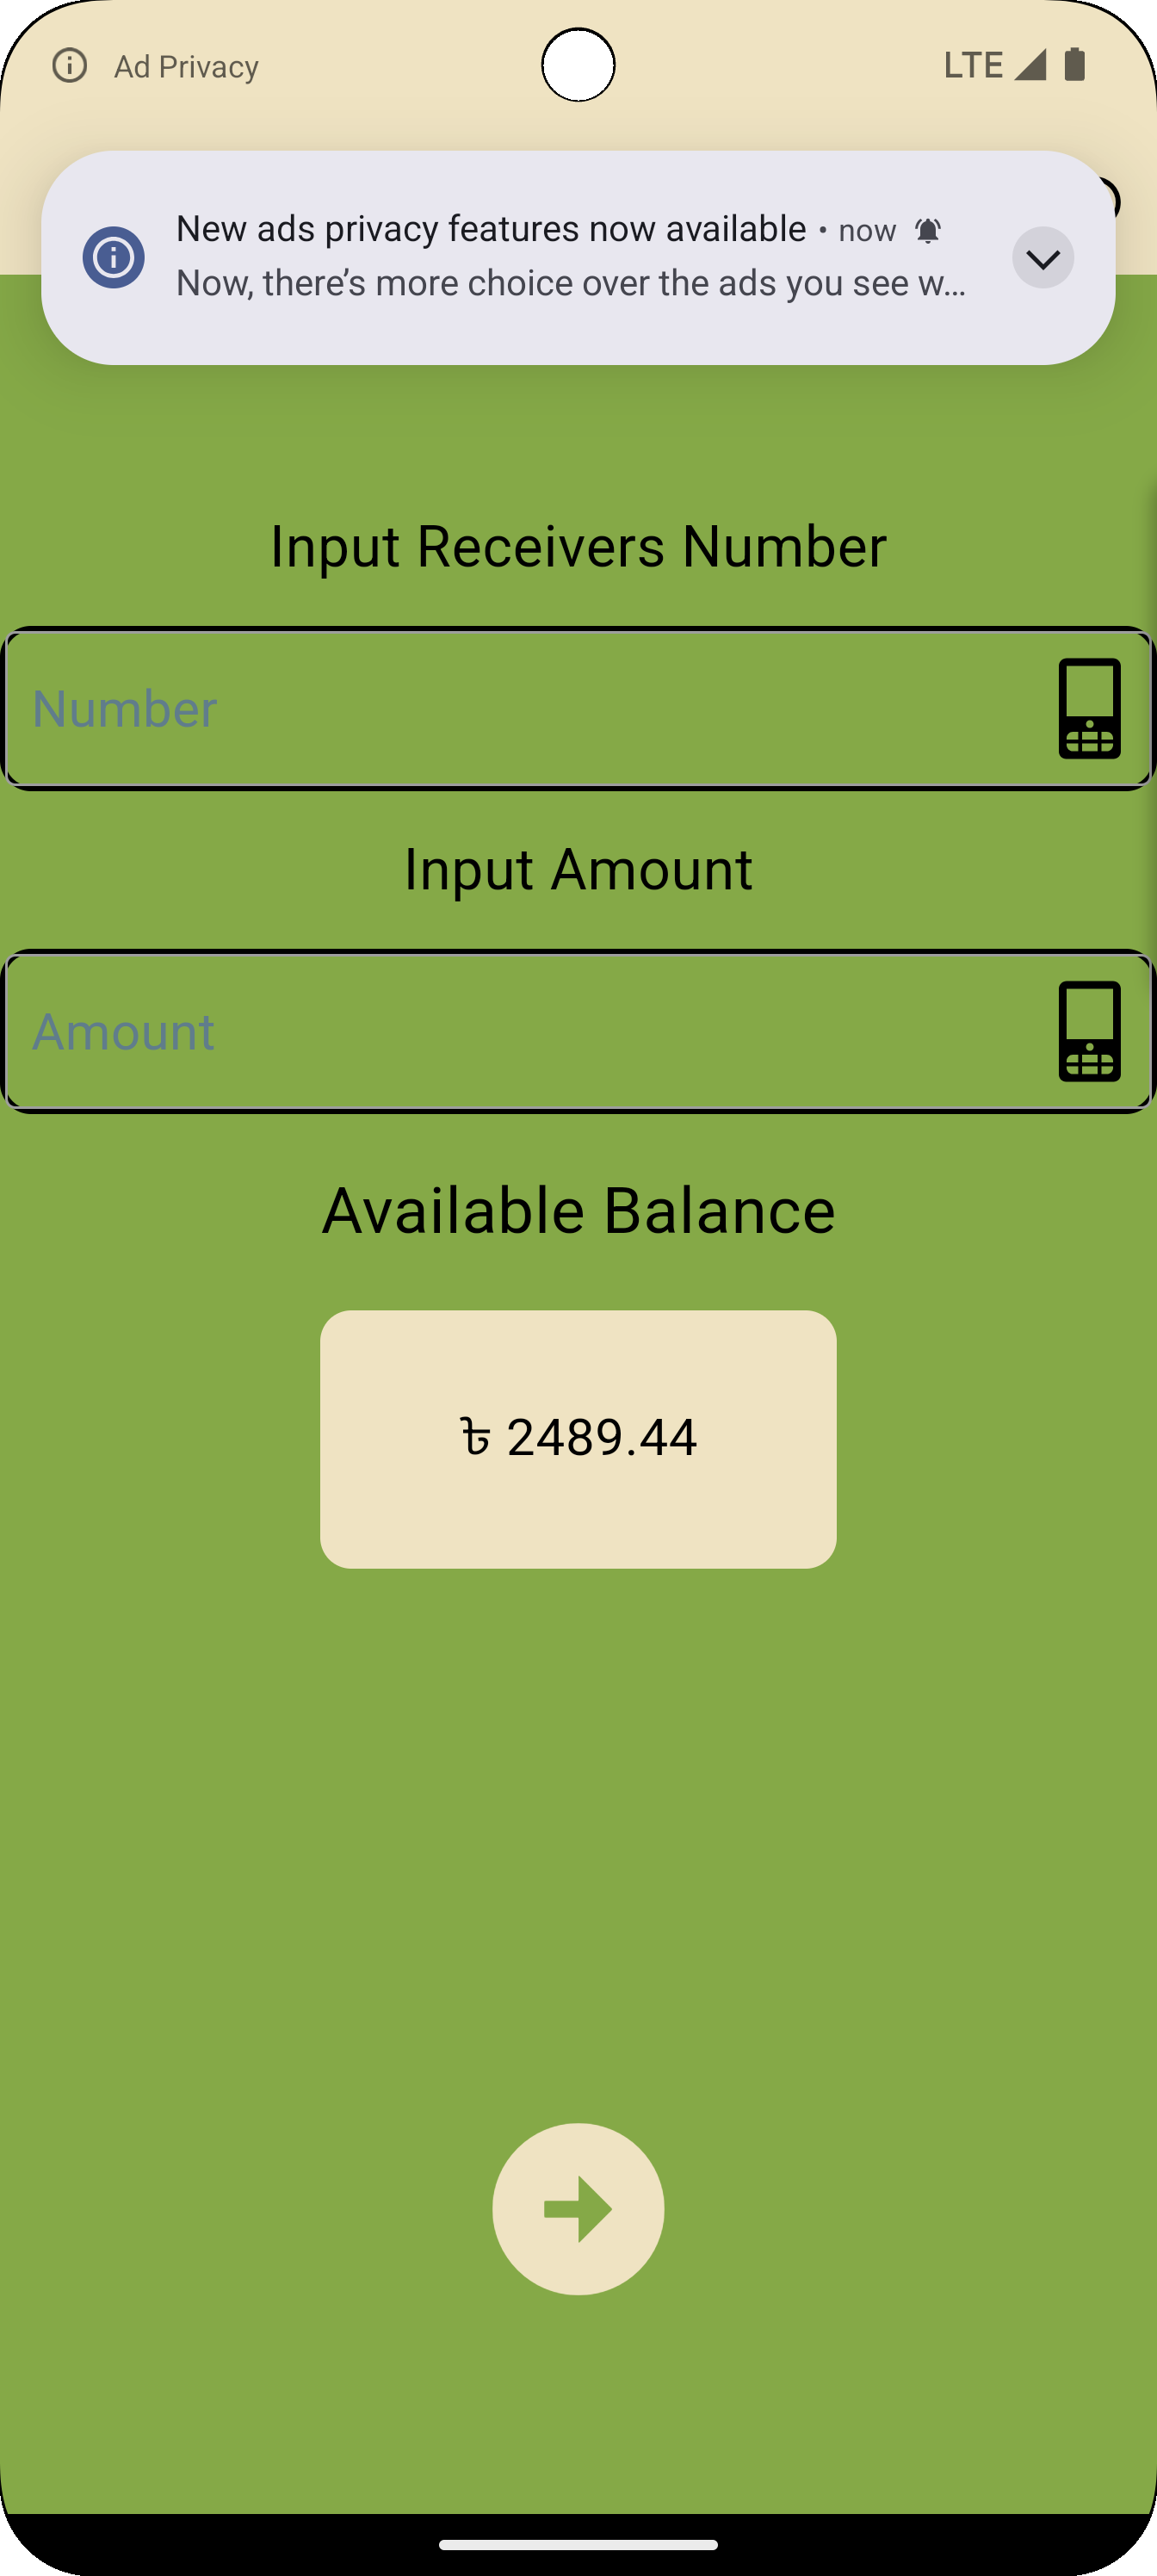 Ad Privacy
LTE
New ads privacy features now available • now
Now, there’s more choice over the ads you see w...
Input Receivers Number
Number
Input Amount
Amount
Available Balance
৳ 2489.44